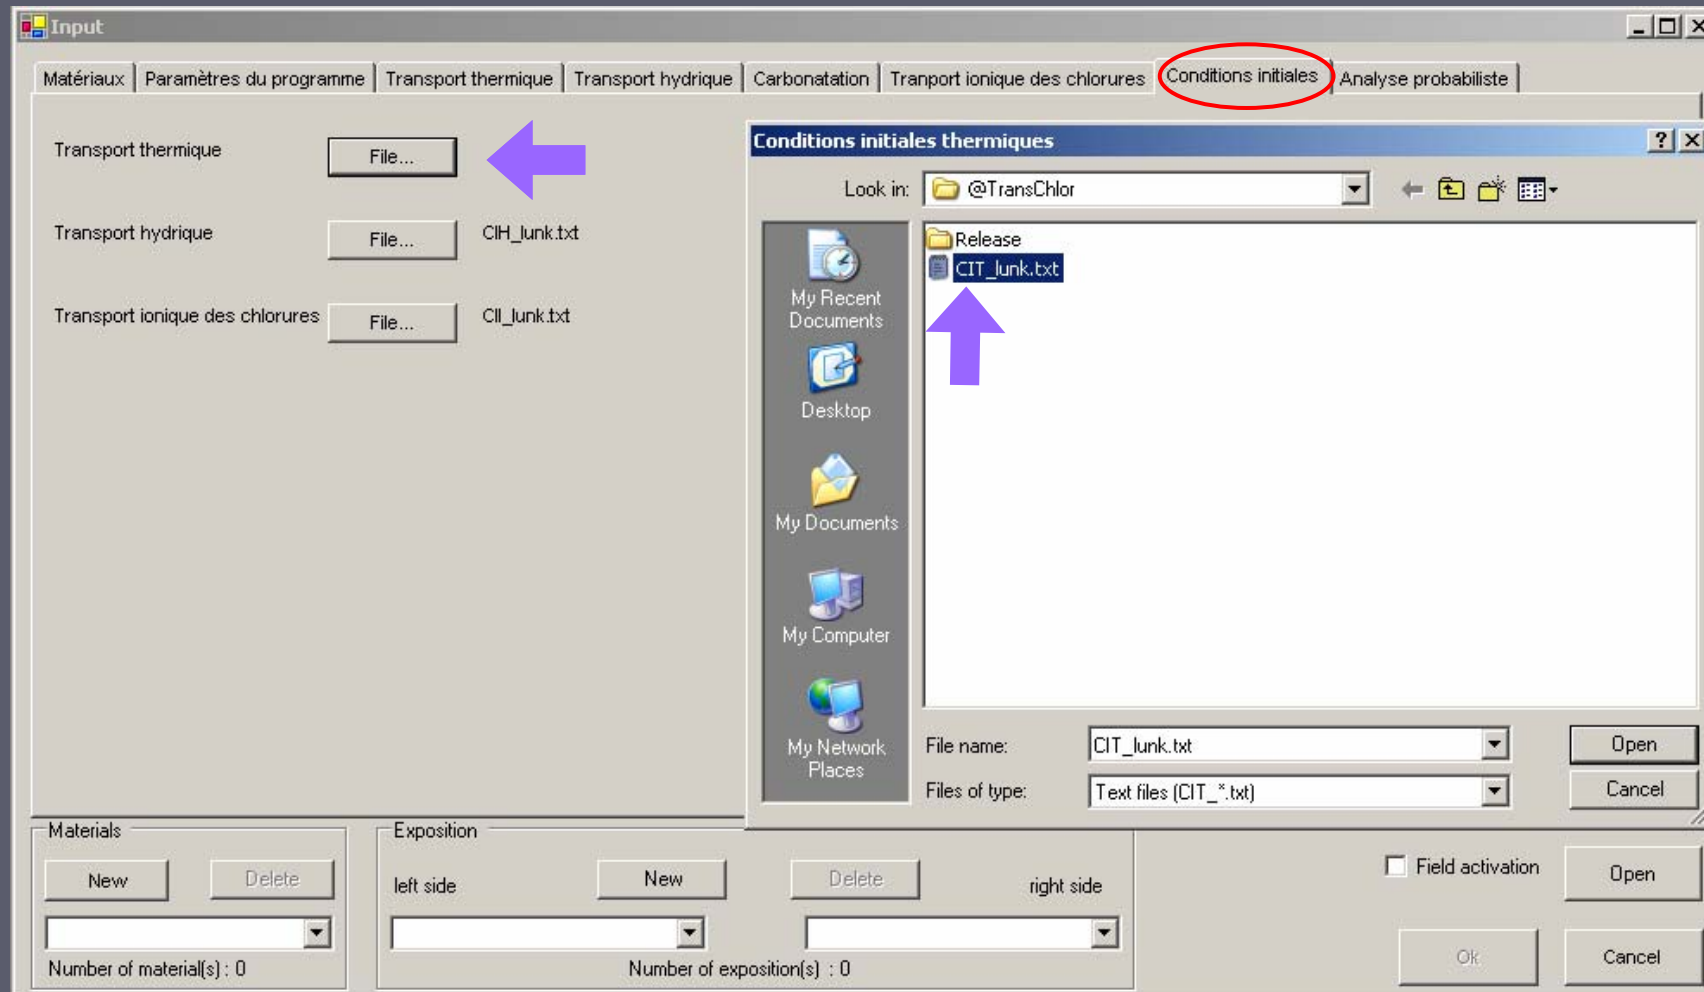 Input
Matériaux
Paramètres du programme
Transport thermique
Transport hydrique
Carbonatation
Tranport ionique des chlorures
Conditions initiales
Analyse probabiliste
Transport thermique
File...
Transport hydrique
File...
CIH_lunk.txt
Transport ionique des chlorures
File...
CII_lunk.txt
Conditions initiales thermiques
Look in:
@TransChlor
Release
CIT_lunk.txt
My Recent
Documents
Desktop
My Documents
My Computer
My Network
Places
File name:
CIT_lunk.txt
Open
Files of type:
Text files (CIT_*.txt)
Cancel
Materials
New
Delete
Number of material(s) : 0
Exposition
left side
New
Delete
right side
Number of exposition(s) : 0
Field activation
Open
Ok
Cancel